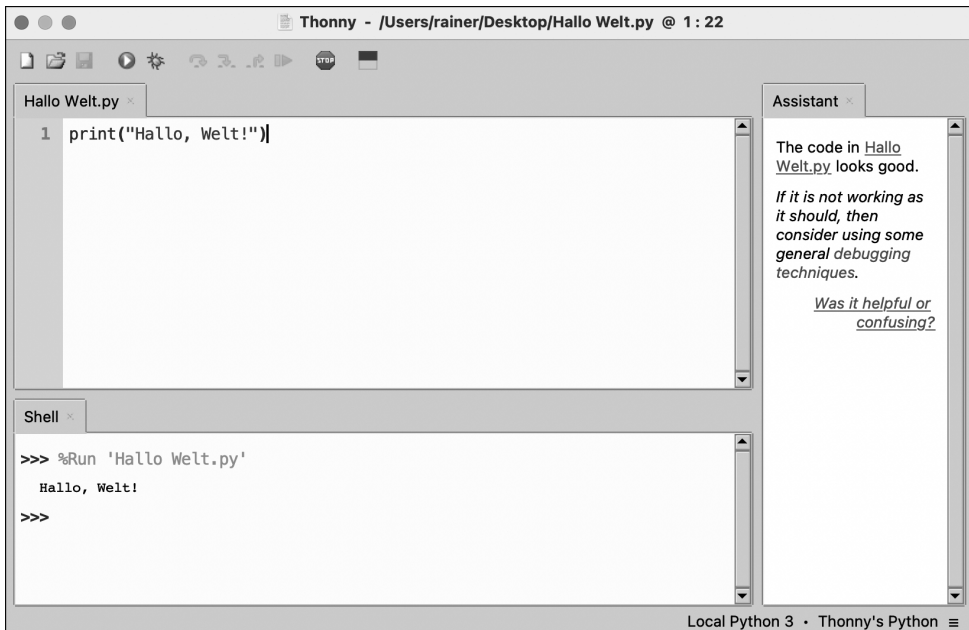 Thonny - /Users/rainer/Desktop/Hallo Welt.py @ 1:22
STOP
Hallo Welt.py ×
1 print("Hallo, Welt!")
Shell ×
>>> %Run 'Hallo Welt.py'
Hallo, Welt!
>>>
Assistant ×
The code in Hallo
Welt.py looks good.
If it is not working as
it should, then
consider using some
general debugging
techniques.
Was it helpful or
confusing?
Local Python 3 • Thonny's Python ≡